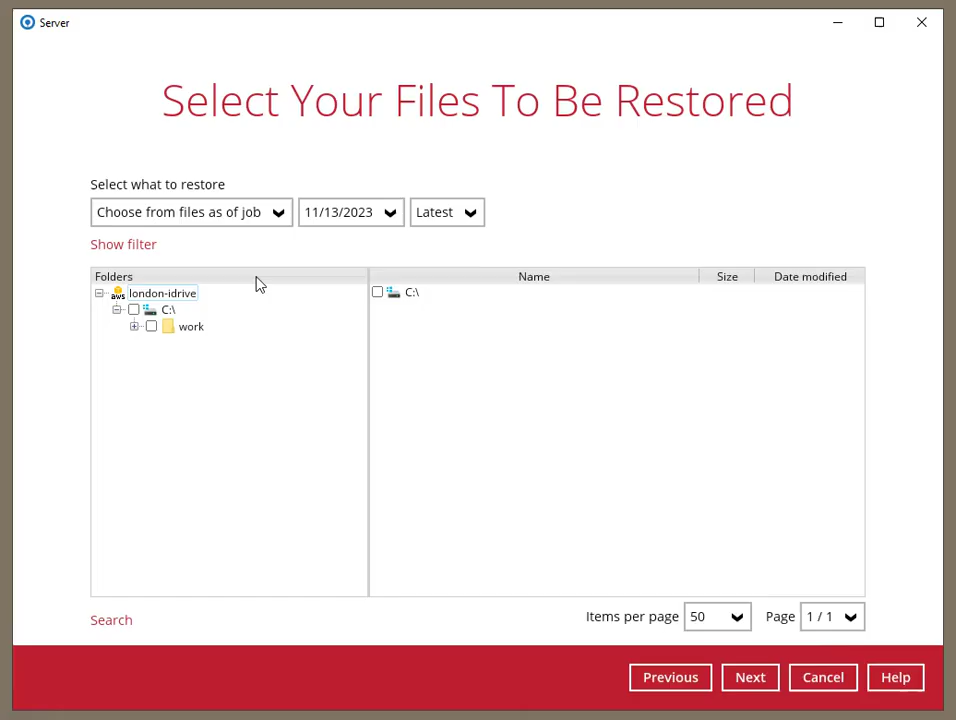 Server
Select Your Files To Be Restored
Select what to restore
Choose from files as of job 11/13/2023 Latest
Show filter
Folders Name Size Date modified
aws london-idrive C:\
C:\
work
Search Items per page 50 Page 1 / 1
Previous Next Cancel Help